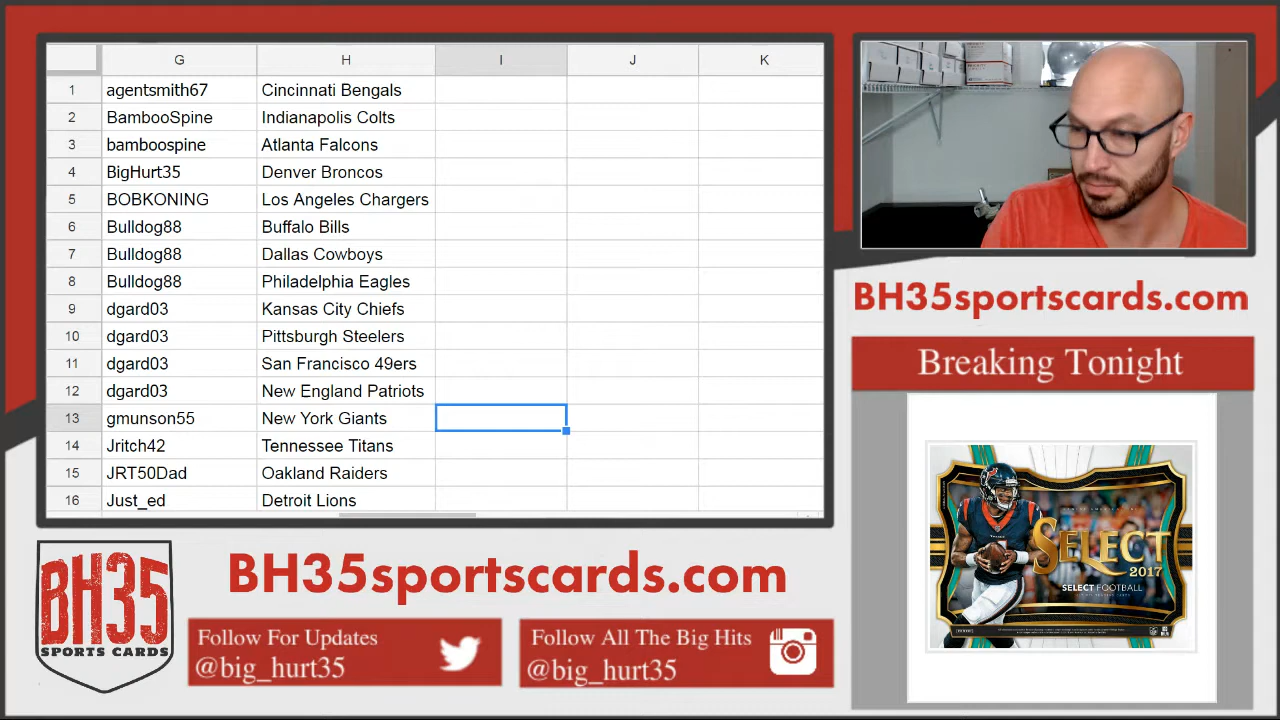 G H I J K
1 agentsmith67 Cincinnati Bengals
2 BambooSpine Indianapolis Colts
3 bamboospine Atlanta Falcons
4 BigHurt35 Denver Broncos
5 BOBKONING Los Angeles Chargers
6 Bulldog88 Buffalo Bills
7 Bulldog88 Dallas Cowboys
8 Bulldog88 Philadelphia Eagles
9 dgard03 Kansas City Chiefs
10 dgard03 Pittsburgh Steelers
11 dgard03 San Francisco 49ers
12 dgard03 New England Patriots
13 gmunson55 New York Giants
14 Jritch42 Tennessee Titans
15 JRT50Dad Oakland Raiders
16 Just_ed Detroit Lions
BH35sportscards.com
Breaking Tonight
SELECT
2017
SELECT FOOTBALL
BH35
SPORTS CARDS
BH35sportscards.com
Follow For Updates
@big_hurt35
Follow All The Big Hits
@big_hurt35